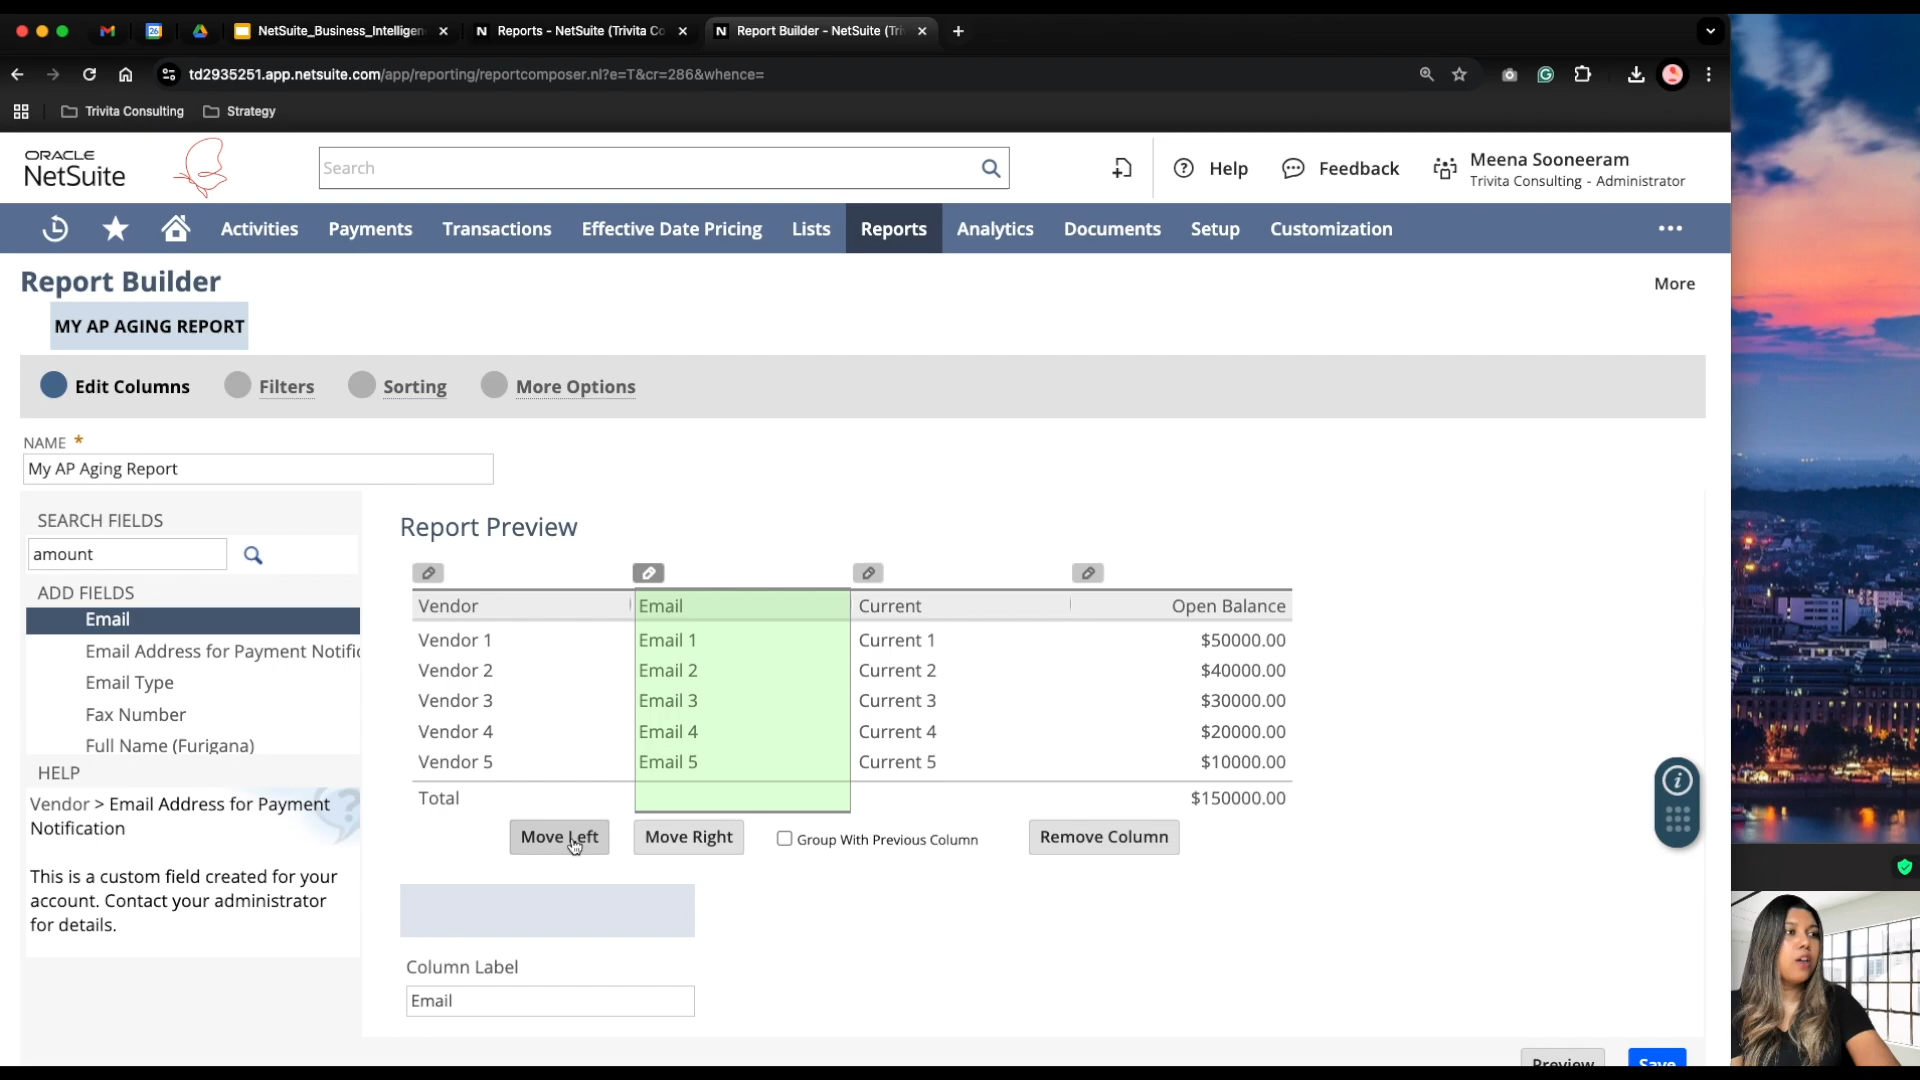 NetSuite_Business_Intelligen
Reports - NetSuite (Trivita Co
Report Builder - NetSuite (Tri
td2935251.app.netsuite.com/app/reporting/reportcomposer.nl?e=T&cr=286&whence=
Trivita Consulting
Strategy
ORACLE
NetSuite
Search
Help
Feedback
Meena Sooneeram
Trivita Consulting - Administrator
Activities
Payments
Transactions
Effective Date Pricing
Lists
Reports
Analytics
Documents
Setup
Customization
Report Builder
More
MY AP AGING REPORT
Edit Columns
Filters
Sorting
More Options
NAME *
My AP Aging Report
SEARCH FIELDS
amount
ADD FIELDS
Email
Email Address for Payment Notific
Email Type
Fax Number
Full Name (Furigana)
HELP
Vendor > Email Address for Payment
Notification
This is a custom field created for your
account. Contact your administrator
for details.
Report Preview
Vendor Email Current Open Balance
Vendor 1 Email 1 Current 1 $50000.00
Vendor 2 Email 2 Current 2 $40000.00
Vendor 3 Email 3 Current 3 $30000.00
Vendor 4 Email 4 Current 4 $20000.00
Vendor 5 Email 5 Current 5 $10000.00
Total $150000.00
Move Left
Move Right
Group With Previous Column
Remove Column
Column Label
Email
Preview
Save